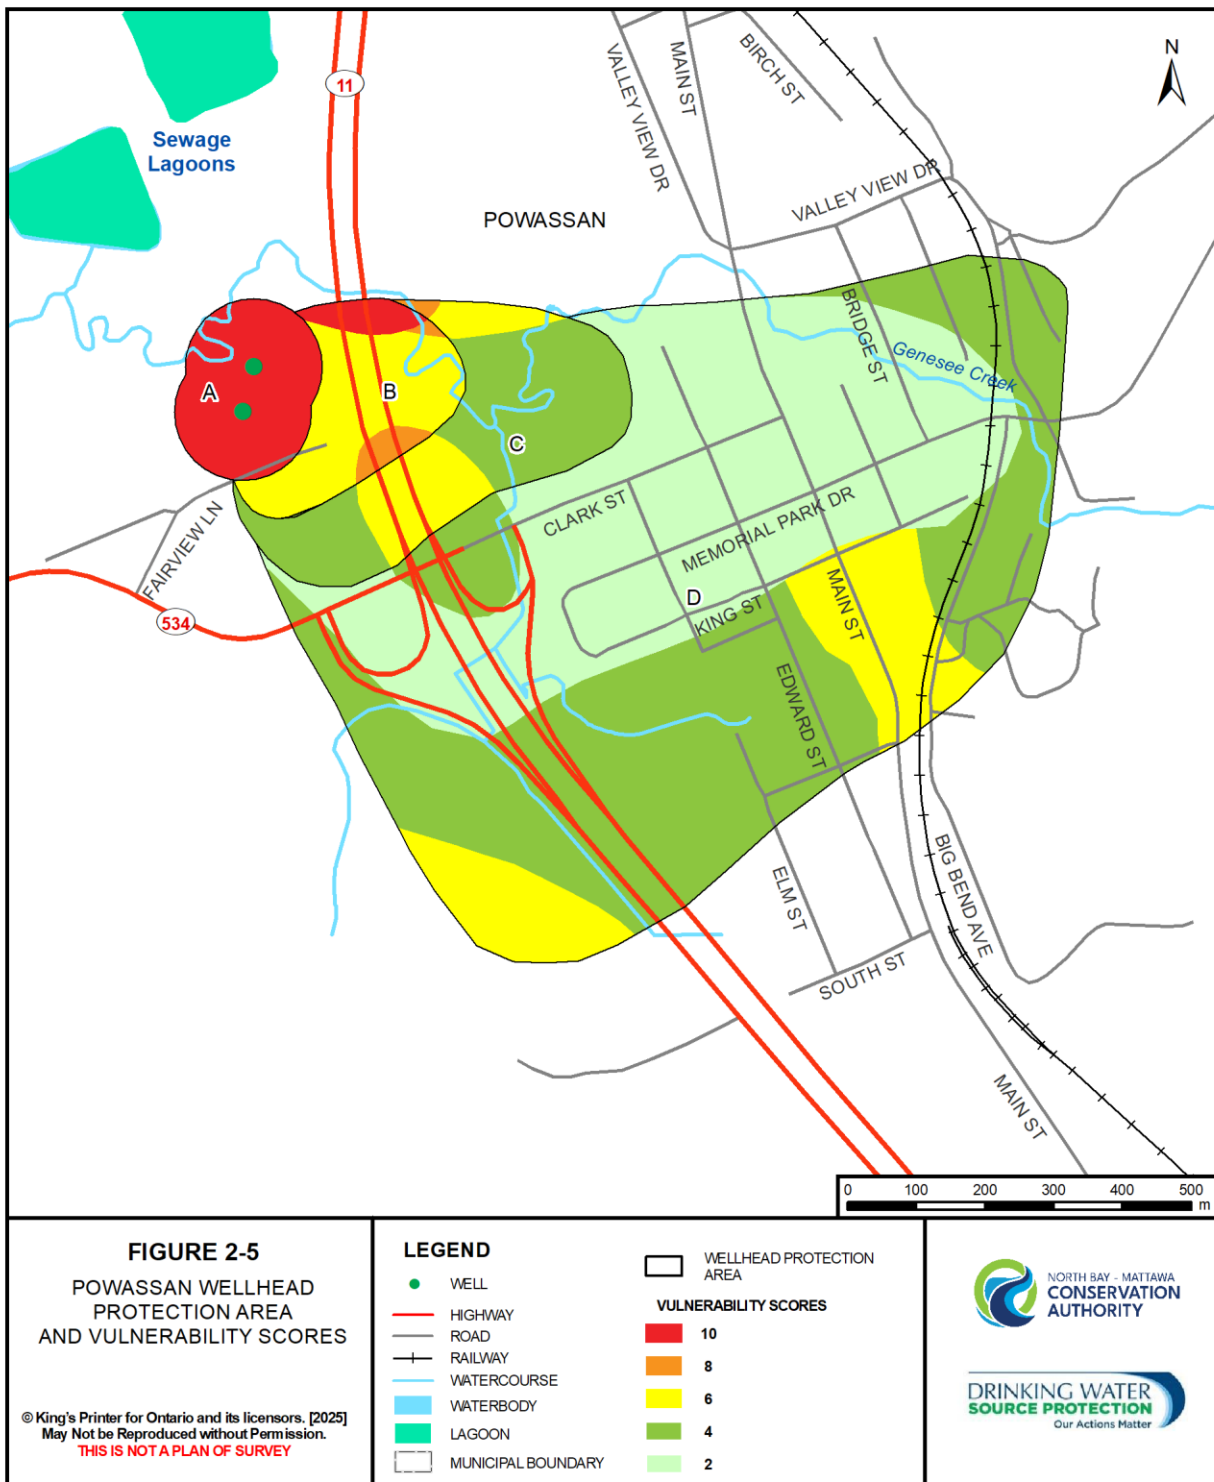 11
Sewage
Lagoons
VALLEY VIEW DR
MAIN ST
BIRCH ST
N
POWASSAN
VALLEY VIEW DR
BRIDGE ST
Genesee Creek
A
B
C
CLARK ST
MEMORIAL PARK DR
FAIRVIEW LN
534
D
KING ST
MAIN ST
EDWARD ST
ELM ST
BIG BEND AVE
SOUTH ST
MAIN ST
0 100 200 300 400 500
m
FIGURE 2-5
POWASSAN WELLHEAD
PROTECTION AREA
AND VULNERABILITY SCORES
© King's Printer for Ontario and its licensors. [2025]
May Not be Reproduced without Permission.
THIS IS NOT A PLAN OF SURVEY
LEGEND
WELL
HIGHWAY
ROAD
RAILWAY
WATERCOURSE
WATERBODY
LAGOON
MUNICIPAL BOUNDARY
WELLHEAD PROTECTION
AREA
VULNERABILITY SCORES
10
8
6
4
2
NORTH BAY - MATTAWA
CONSERVATION
AUTHORITY
DRINKING WATER
SOURCE PROTECTION
Our Actions Matter